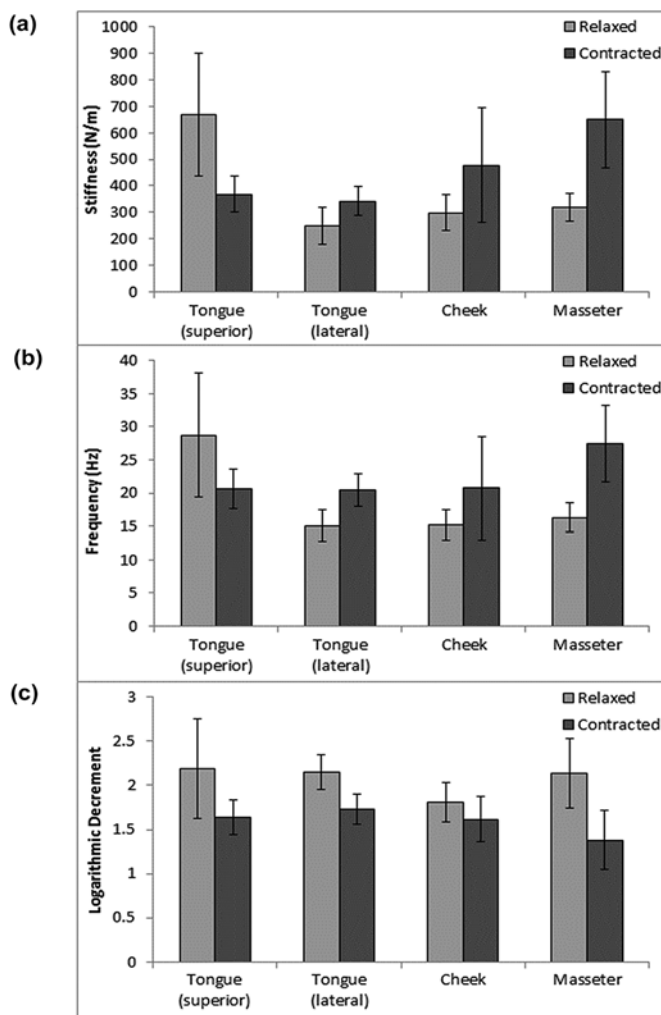 (a)
1000
900
800
700
600
500
400
300
200
100
0
Stiffness (N/m)
Relaxed
Contracted
Tongue (superior)
Tongue (lateral)
Cheek
Masseter
(b)
40
35
30
25
20
15
10
5
0
Frequency (Hz)
Relaxed
Contracted
Tongue (superior)
Tongue (lateral)
Cheek
Masseter
(c)
3
2.5
2
1.5
1
0.5
0
Logarithmic Decrement
Relaxed
Contracted
Tongue (superior)
Tongue (lateral)
Cheek
Masseter